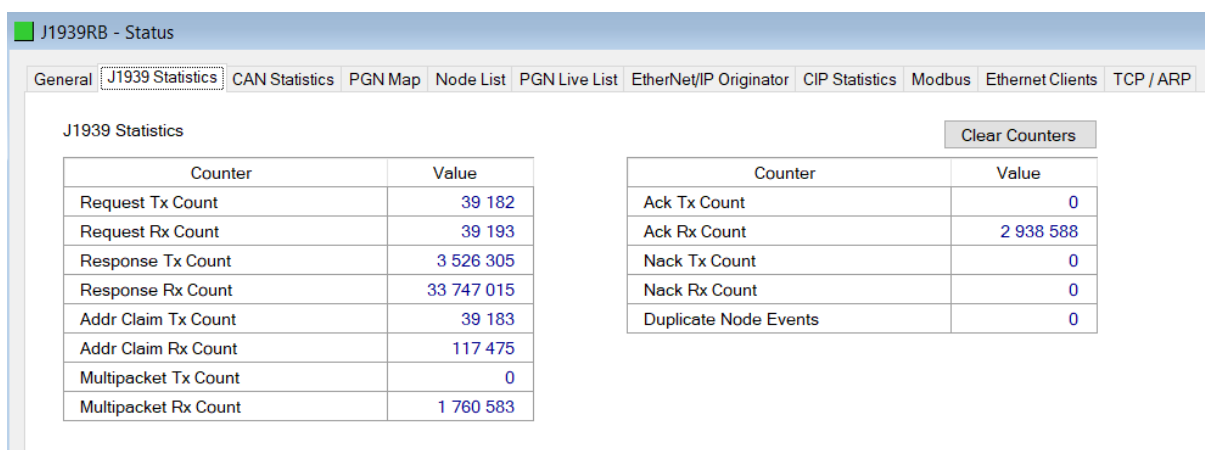 J1939RB - Status
General J1939 Statistics CAN Statistics PGN Map Node List PGN Live List EtherNet/IP Originator CIP Statistics Modbus Ethernet Clients TCP / ARP
J1939 Statistics
Clear Counters
Counter Value
Request Tx Count 39 182
Request Rx Count 39 193
Response Tx Count 3 526 305
Response Rx Count 33 747 015
Addr Claim Tx Count 39 183
Addr Claim Rx Count 117 475
Multipacket Tx Count 0
Multipacket Rx Count 1 760 583
Counter Value
Ack Tx Count 0
Ack Rx Count 2 938 588
Nack Tx Count 0
Nack Rx Count 0
Duplicate Node Events 0